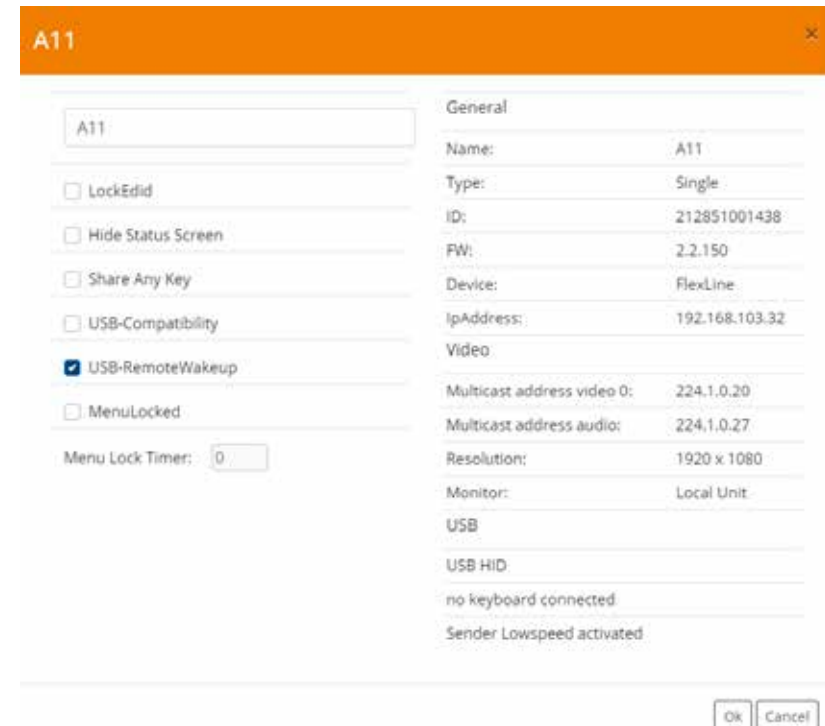 A11
×
A11
LockEdid
Hide Status Screen
Share Any Key
USB-Compatibility
USB-RemoteWakeup
MenuLocked
Menu Lock Timer: 0
General
Name: A11
Type: Single
ID: 212851001438
FW: 2.2.150
Device: FlexLine
IpAddress: 192.168.103.32
Video
Multicast address video 0: 224.1.0.20
Multicast address audio: 224.1.0.27
Resolution: 1920 x 1080
Monitor: Local Unit
USB
USB HID
no keyboard connected
Sender Lowspeed activated
Ok Cancel